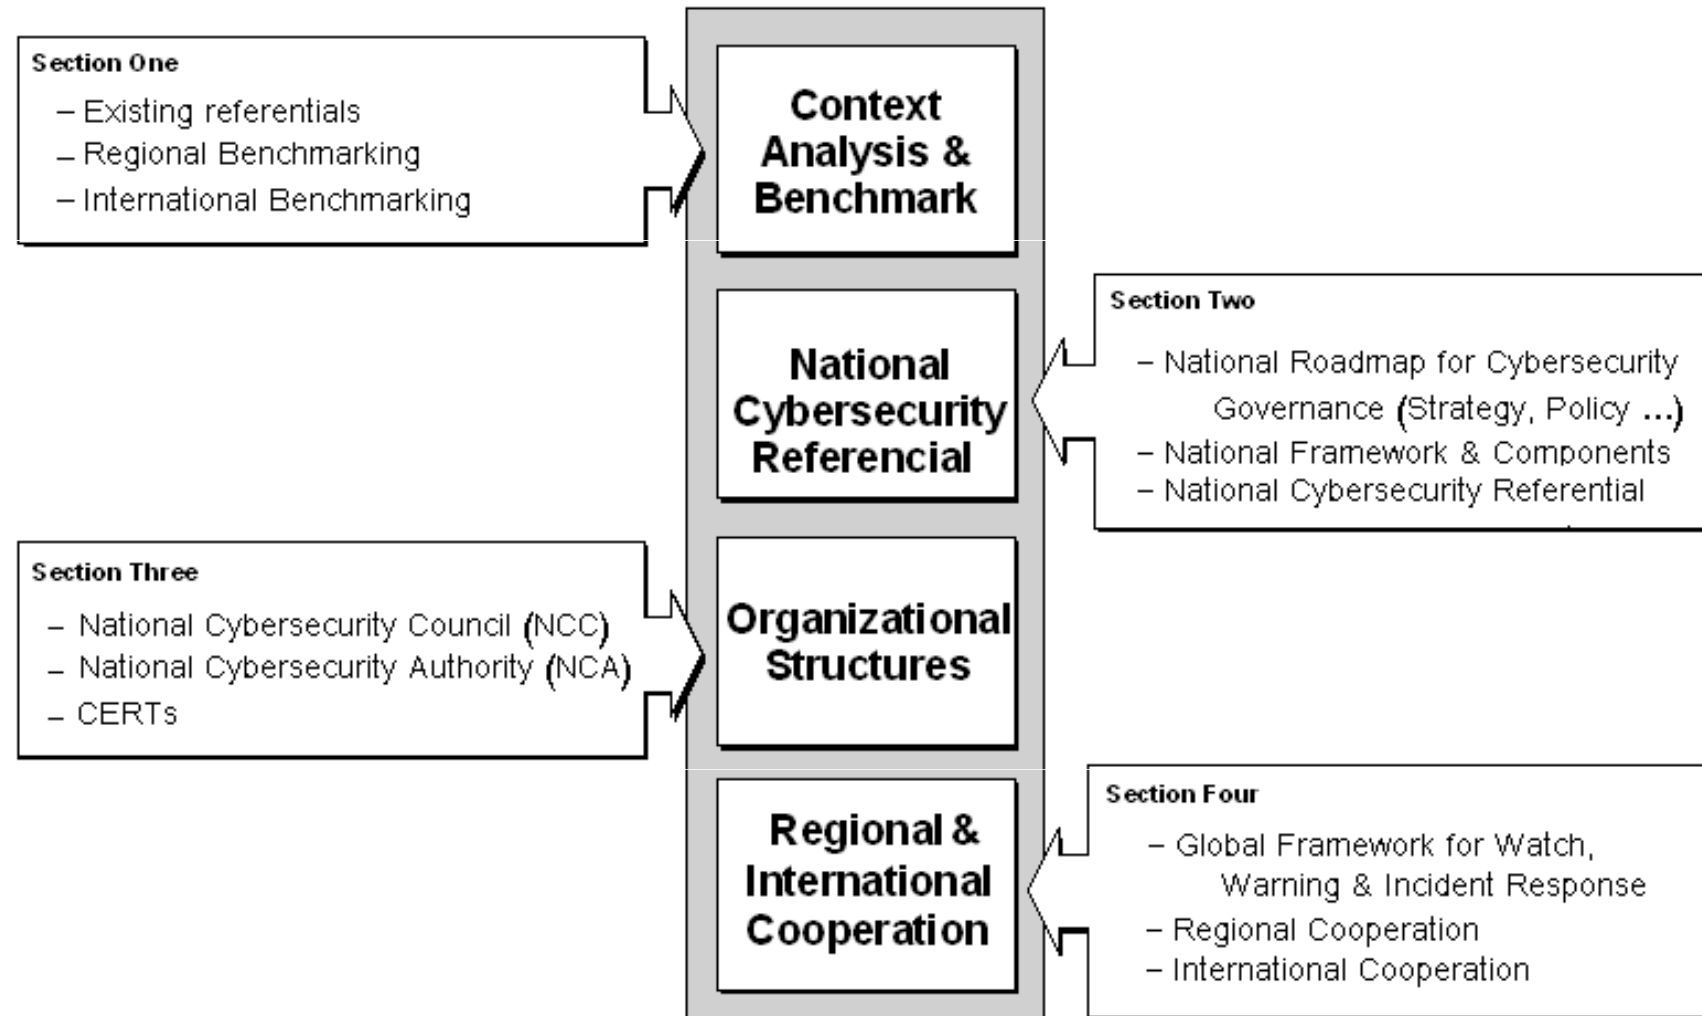 Section One
– Existing referentials
– Regional Benchmarking
– International Benchmarking
Context
Analysis &
Benchmark
Section Two
– National Roadmap for Cybersecurity
Governance (Strategy, Policy ...)
– National Framework & Components
– National Cybersecurity Referential
National
Cybersecurity
Referencial
Section Three
– National Cybersecurity Council (NCC)
– National Cybersecurity Authority (NCA)
– CERTs
Organizational
Structures
Section Four
– Global Framework for Watch,
Warning & Incident Response
– Regional Cooperation
– International Cooperation
Regional &
International
Cooperation